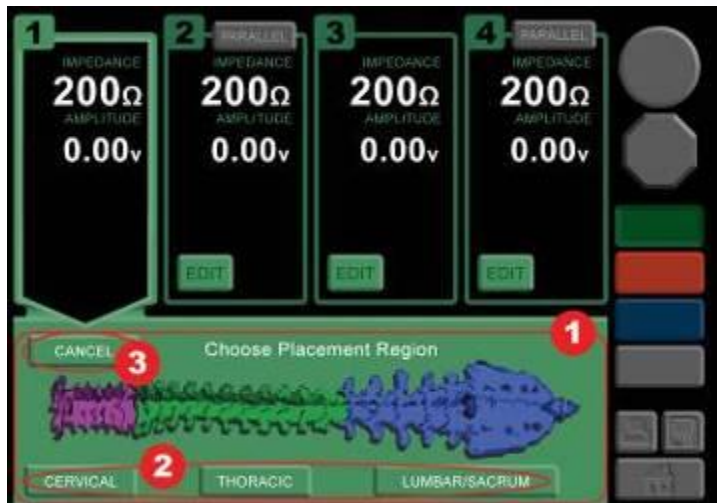 1 2 PARALLEL 3 4 PARALLEL
IMPEDANCE IMPEDANCE IMPEDANCE IMPEDANCE
200Ω 200Ω 200Ω 200Ω
AMPLITUDE AMPLITUDE AMPLITUDE AMPLITUDE
0.00v 0.00v 0.00v 0.00v
EDIT EDIT EDIT
1
CANCEL Choose Placement Region
3
2
CERVICAL THORACIC LUMBAR/SACRUM